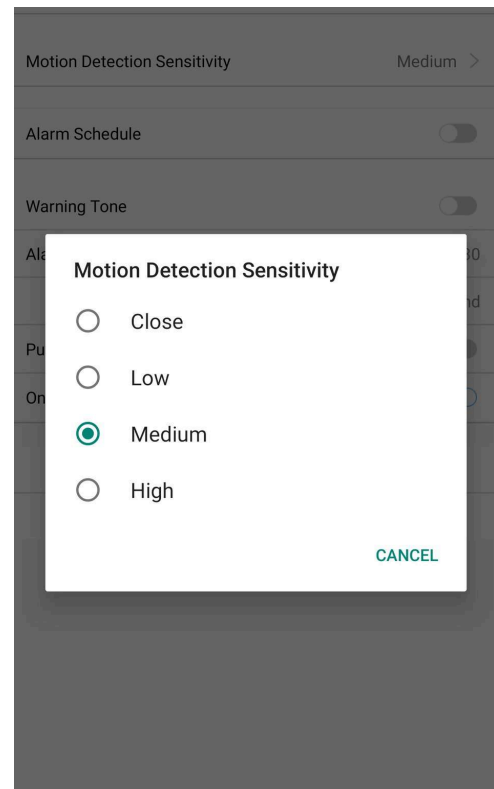 Motion Detection Sensitivity Medium
Alarm Schedule
Warning Tone
Motion Detection Sensitivity
Close
Low
Medium
High
CANCEL